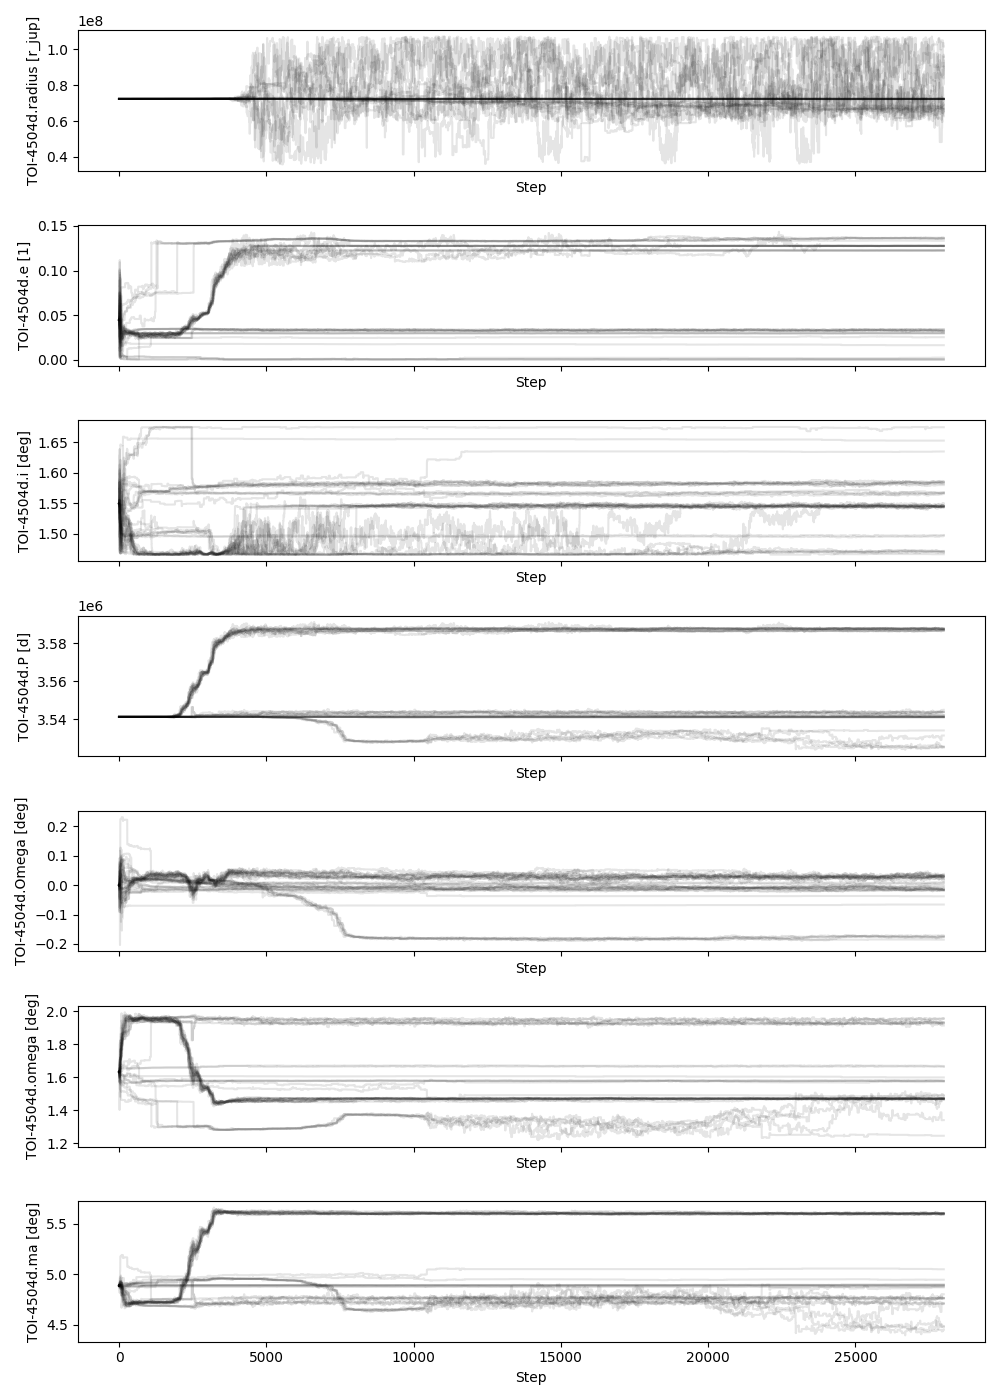 1e8
TOI-4504d.radius [r_jup]
1.0
0.8
0.6
0.4
Step
TOI-4504d.e [1]
0.15
0.10
0.05
0.00
Step
TOI-4504d.i [deg]
1.65
1.60
1.55
1.50
Step
1e6
TOI-4504d.P [d]
3.58
3.56
3.54
Step
TOI-4504d.Omega [deg]
0.2
0.1
0.0
−0.1
−0.2
Step
TOI-4504d.omega [deg]
2.0
1.8
1.6
1.4
1.2
Step
TOI-4504d.ma [deg]
5.5
5.0
4.5
0 5000 10000 15000 20000 25000
Step